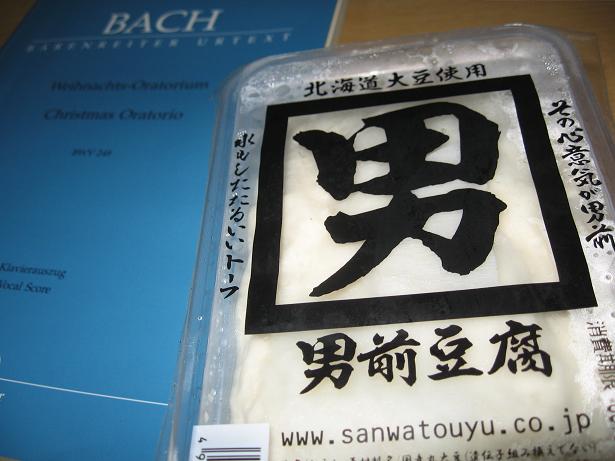 BACH
BÄRENREITER URTEXT
Weihnachts-Oratorium
Christmas Oratorio
BWV 248
Klavierauszug
Vocal Score
北海道大豆使用
男
その心意気が男前
水もしたたるいいトーフ
男前豆腐
www.sanwatouyu.co.jp
消費期限
49